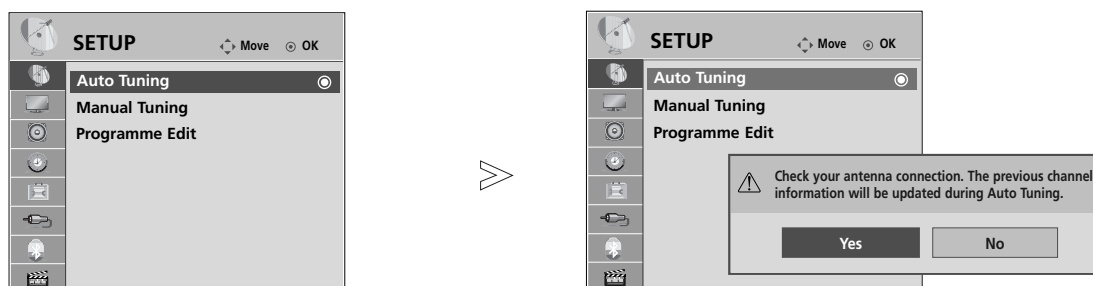 SETUP Move OK
Auto Tuning
Manual Tuning
Programme Edit
SETUP Move OK
Auto Tuning
Manual Tuning
Programme Edit
Check your antenna connection. The previous channel
information will be updated during Auto Tuning.
Yes No